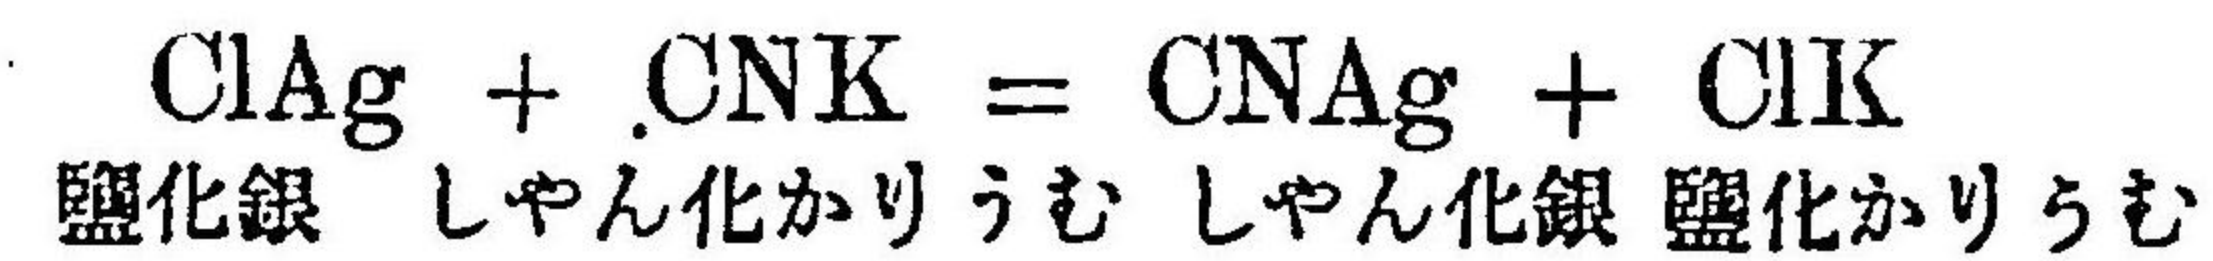 ClAg + CNK = CNAg + ClK
鹽化銀 しやん化かりうむ しやん化銀 鹽化かりうむ